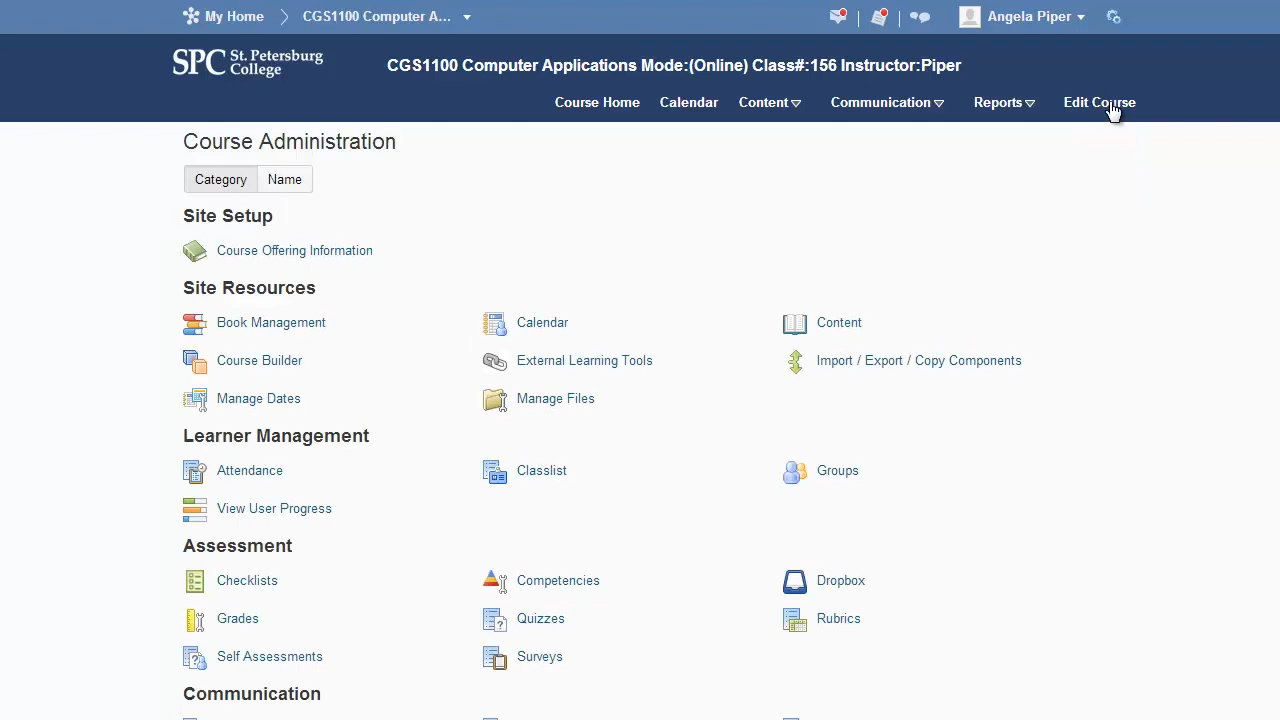 My Home
CGS1100 Computer A...
Angela Piper
SPC St. Petersburg College
CGS1100 Computer Applications Mode:(Online) Class#:156 Instructor:Piper
Course Home Calendar Content Communication Reports Edit Course
Course Administration
Category Name
Site Setup
Course Offering Information
Site Resources
Book Management Calendar Content
Course Builder External Learning Tools Import / Export / Copy Components
Manage Dates Manage Files
Learner Management
Attendance Classlist Groups
View User Progress
Assessment
Checklists Competencies Dropbox
Grades Quizzes Rubrics
Self Assessments Surveys
Communication